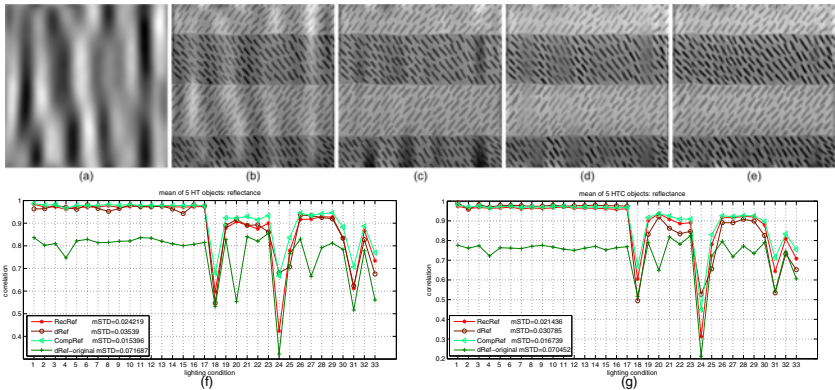 (a) (b) (c) (d) (e)
mean of 5 HT objects: reflectance
1
0.9
0.8
0.7
0.6
0.5
0.4
correlation
RecRef mSTD=0.024219
dRef mSTD=0.03539
CompRef mSTD=0.015396
dRef-original mSTD=0.071687
1 2 3 4 5 6 7 8 9 10 11 12 13 14 15 16 17 18 19 20 21 22 23 24 25 26 27 28 29 30 31 32 33
lighting condition
(f)
mean of 5 HTC objects: reflectance
1
0.9
0.8
0.7
0.6
0.5
0.4
0.3
0.2
correlation
RecRef mSTD=0.021436
dRef mSTD=0.030785
CompRef mSTD=0.016739
dRef-original mSTD=0.070452
1 2 3 4 5 6 7 8 9 10 11 12 13 14 15 16 17 18 19 20 21 22 23 24 25 26 27 28 29 30 31 32 33
lighting condition
(g)